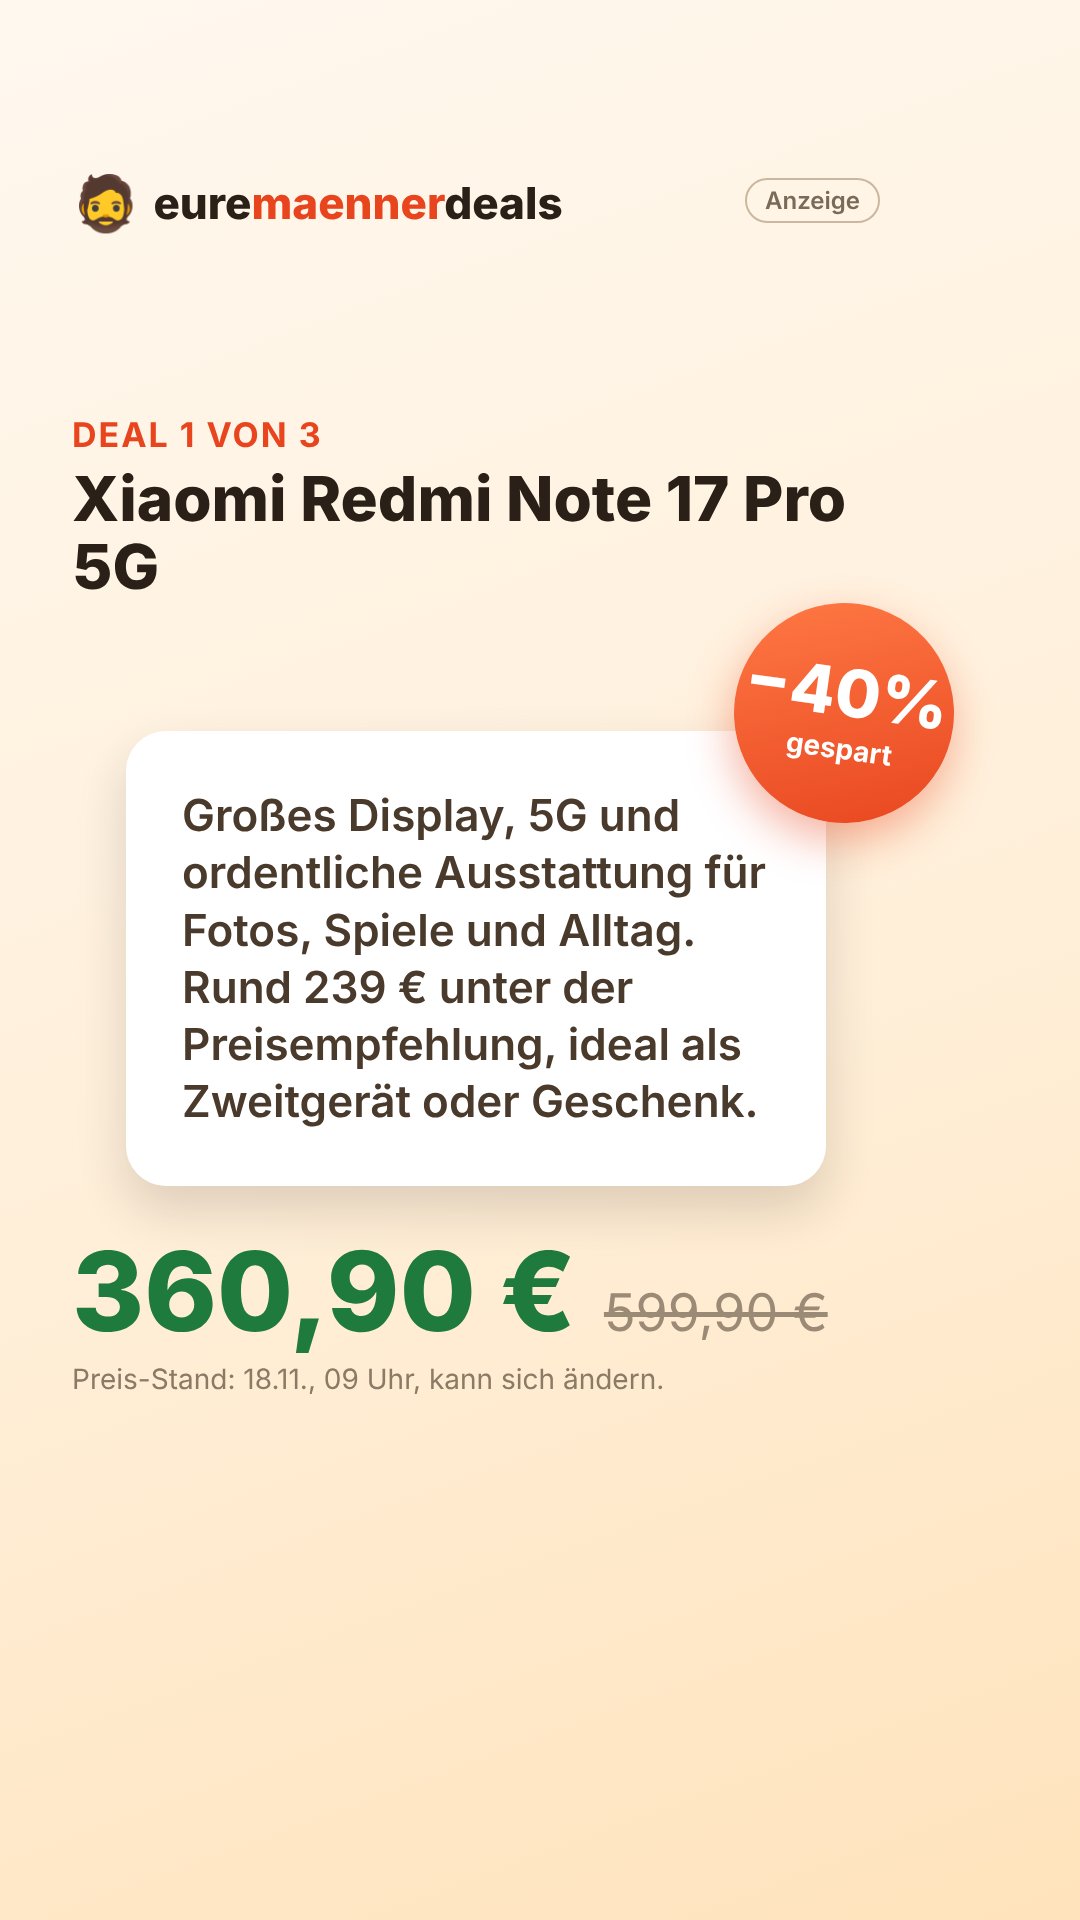 euremaennerdeals
Anzeige
DEAL 1 VON 3
Xiaomi Redmi Note 17 Pro
5G
−40%
gespart
Großes Display, 5G und
ordentliche Ausstattung für
Fotos, Spiele und Alltag.
Rund 239 € unter der
Preisempfehlung, ideal als
Zweitgerät oder Geschenk.
360,90 € 599,90 €
Preis-Stand: 18.11., 09 Uhr, kann sich ändern.